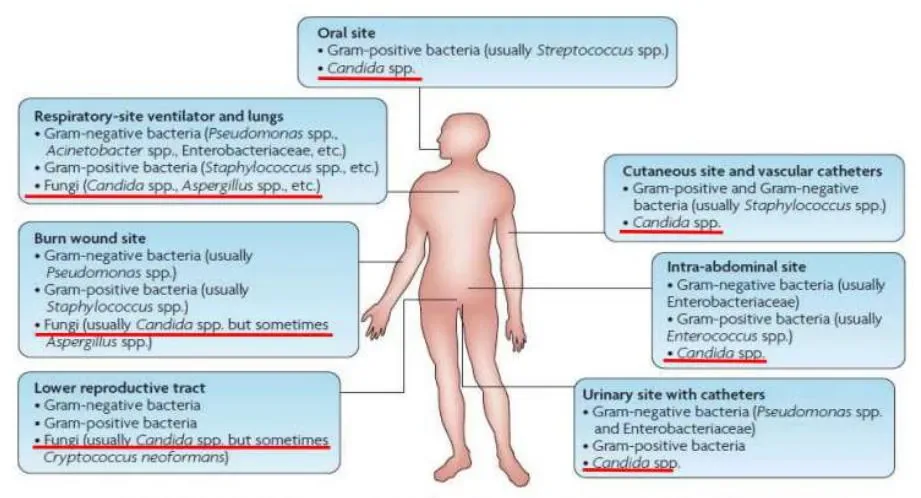 Oral site
• Gram-positive bacteria (usually Streptococcus spp.)
• Candida spp.
Respiratory-site ventilator and lungs
• Gram-negative bacteria (Pseudomonas spp.,
Acinetobacter spp., Enterobacteriaceae, etc.)
• Gram-positive bacteria (Staphylococcus spp., etc.)
• Fungi (Candida spp., Aspergillus spp., etc.)
Cutaneous site and vascular catheters
• Gram-positive and Gram-negative
bacteria (usually Staphylococcus spp.)
• Candida spp.
Burn wound site
• Gram-negative bacteria (usually
Pseudomonas spp.)
• Gram-positive bacteria (usually
Staphylococcus spp.)
• Fungi (usually Candida spp. but sometimes
Aspergillus spp.)
Intra-abdominal site
• Gram-negative bacteria (usually
Enterobacteriaceae)
• Gram-positive bacteria (usually
Enterococcus spp.)
• Candida spp.
Lower reproductive tract
• Gram-negative bacteria
• Gram-positive bacteria
• Fungi (usually Candida spp. but sometimes
Cryptococcus neoformans)
Urinary site with catheters
• Gram-negative bacteria (Pseudomonas spp.
and Enterobacteriaceae)
• Gram-positive bacteria
• Candida spp.